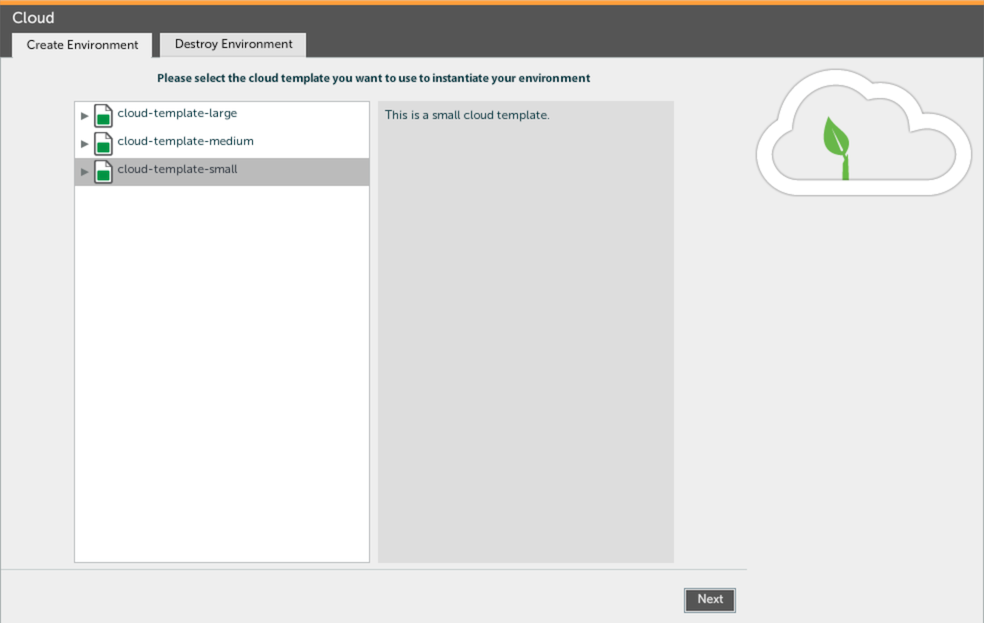 Cloud
Create Environment
Destroy Environment
Please select the cloud template you want to use to instantiate your environment
cloud-template-large
cloud-template-medium
cloud-template-small
This is a small cloud template.
Next